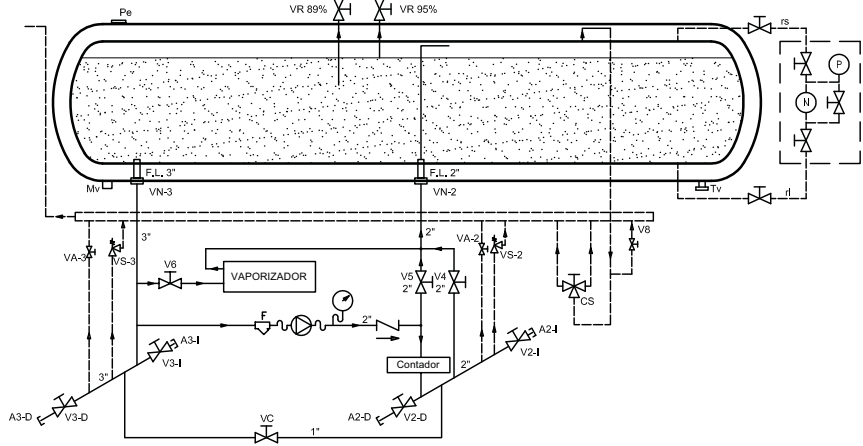 VR 89%
VR 95%
Pe
rs
P
N
F.L. 3"
F.L. 2"
Mv
VN-3
VN-2
Tv
rl
3"
2"
VA-3
VS-3
VA-2
VS-2
V8
V6
VAPORIZADOR
V5
2"
V4
2"
CS
F
2"
A3-I
V3-I
A2-I
V2-I
Contador
3"
2"
A3-D
V3-D
VC
1"
A2-D
V2-D